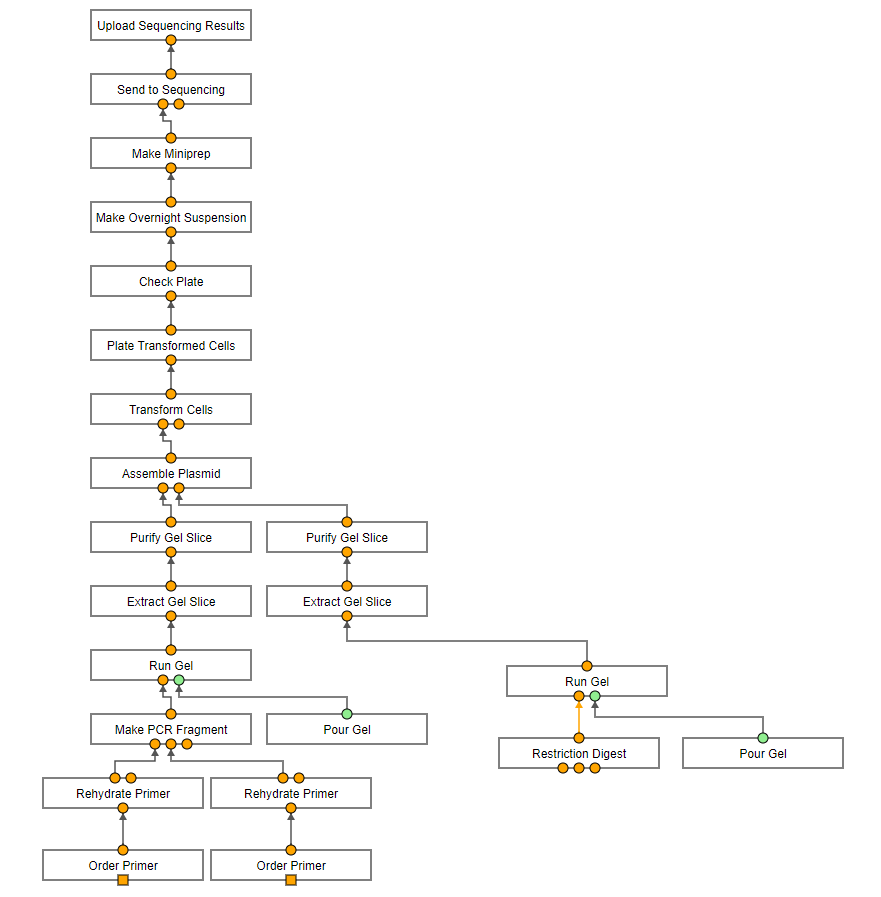 Upload Sequencing Results
Send to Sequencing
Make Miniprep
Make Overnight Suspension
Check Plate
Plate Transformed Cells
Transform Cells
Assemble Plasmid
Purify Gel Slice
Purify Gel Slice
Extract Gel Slice
Extract Gel Slice
Run Gel
Run Gel
Make PCR Fragment
Pour Gel
Restriction Digest
Pour Gel
Rehydrate Primer
Rehydrate Primer
Order Primer
Order Primer